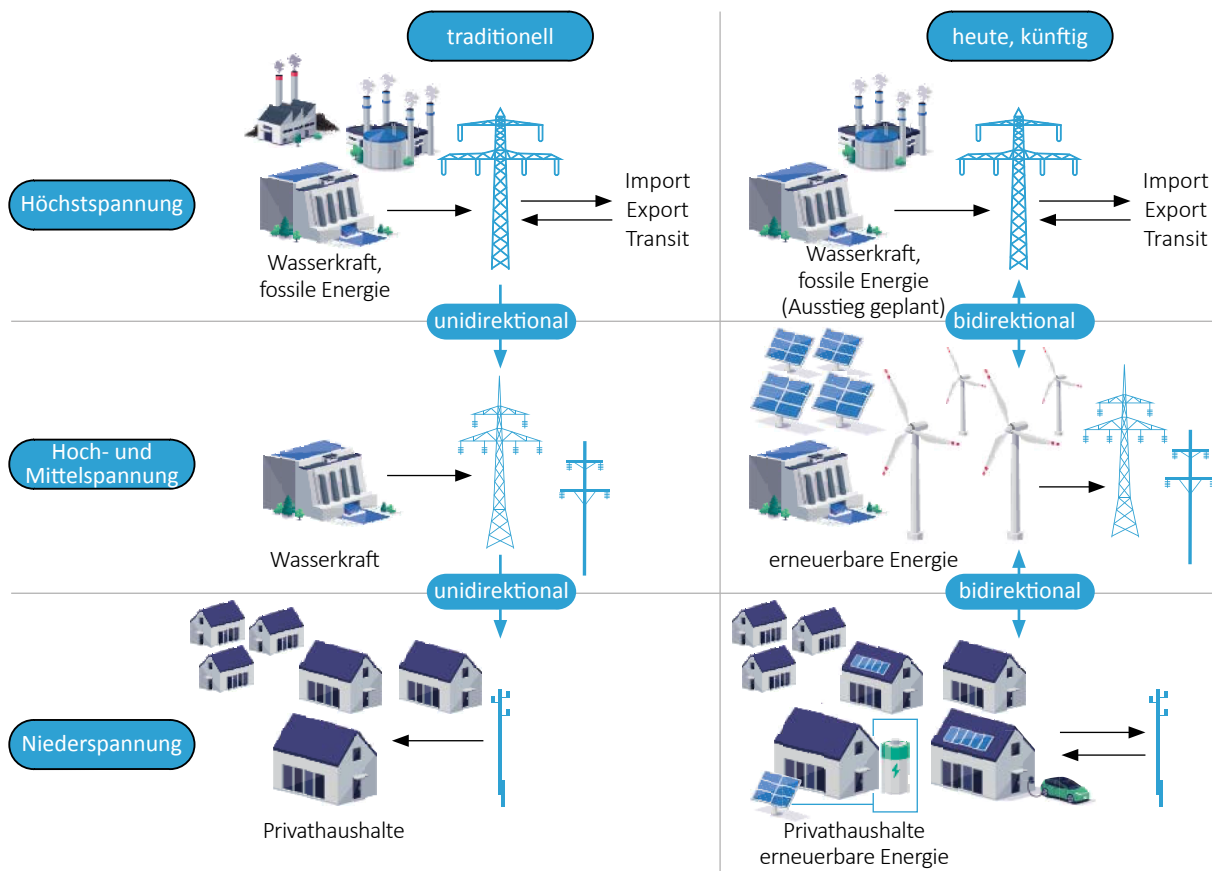 traditionell
heute, künftig
Höchstspannung
Import
Export
Transit
Wasserkraft,
fossile Energie
Import
Export
Transit
Wasserkraft,
fossile Energie
(Ausstieg geplant)
unidirektional
bidirektional
Hoch- und
Mittelspannung
Wasserkraft
erneuerbare Energie
unidirektional
bidirektional
Niederspannung
Privathaushalte
Privathaushalte
erneuerbare Energie